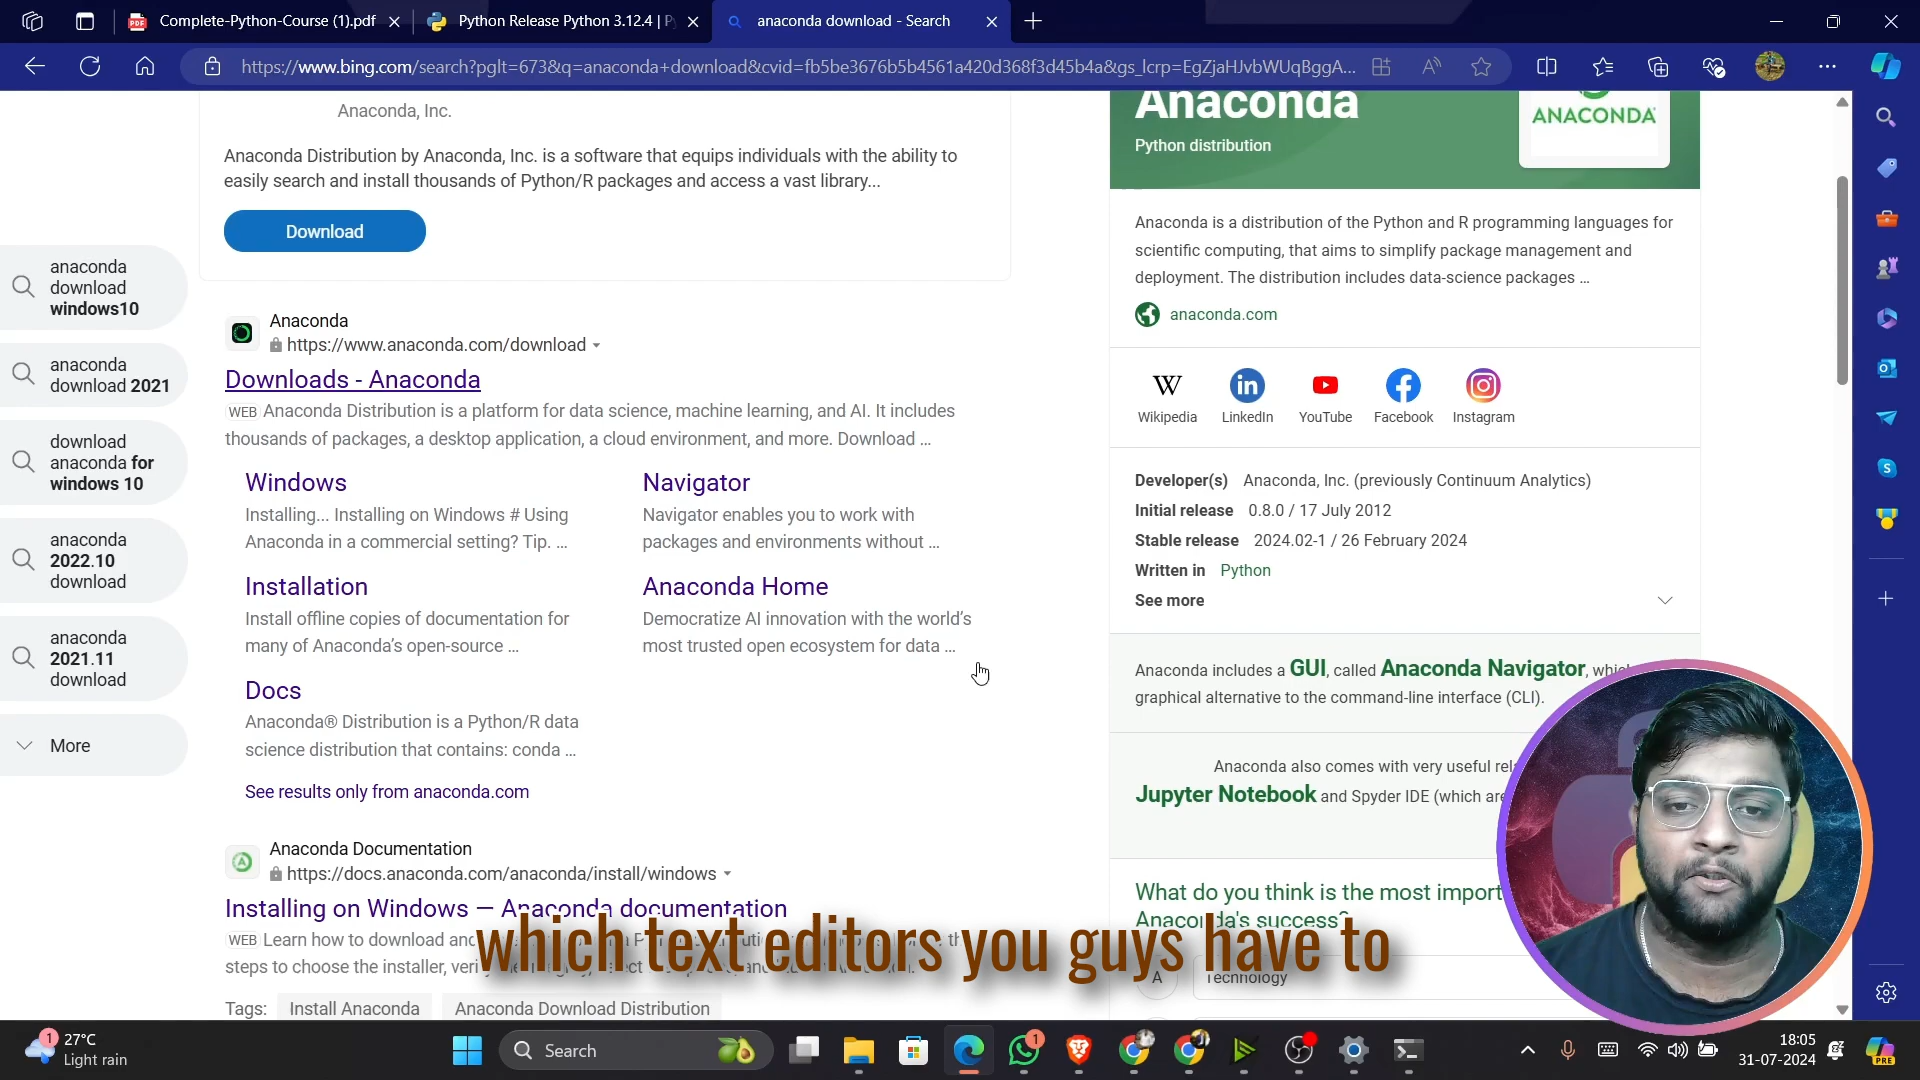 Complete-Python-Course (1).pdf
Python Release Python 3.12.4 | P
anaconda download - Search
https://www.bing.com/search?pglt=673&q=anaconda+download&cvid=fb5be3676b5b4561a420d368f3d45b4a&gs_lcrp=EgZjaHJvbWUqBggA...
Anaconda, Inc.
Anaconda Distribution by Anaconda, Inc. is a software that equips individuals with the ability to
easily search and install thousands of Python/R packages and access a vast library...
Download
anaconda
download
windows10
anaconda
download 2021
download
anaconda for
windows 10
anaconda
2022.10
download
anaconda
2021.11
download
More
Anaconda
https://www.anaconda.com/download
Downloads - Anaconda
WEB Anaconda Distribution is a platform for data science, machine learning, and AI. It includes
thousands of packages, a desktop application, a cloud environment, and more. Download ...
Windows
Installing... Installing on Windows # Using
Anaconda in a commercial setting? Tip. ...
Navigator
Navigator enables you to work with
packages and environments without ...
Installation
Install offline copies of documentation for
many of Anaconda's open-source ...
Anaconda Home
Democratize AI innovation with the world's
most trusted open ecosystem for data ...
Docs
Anaconda® Distribution is a Python/R data
science distribution that contains: conda ...
See results only from anaconda.com
Anaconda Documentation
https://docs.anaconda.com/anaconda/install/windows
Installing on Windows — Anaconda documentation
WEB Learn how to download
steps to choose the installer,
Tags: Install Anaconda Anaconda Download Distribution
Anaconda
Python distribution
ANACONDA
Anaconda is a distribution of the Python and R programming languages for
scientific computing, that aims to simplify package management and
deployment. The distribution includes data-science packages ...
anaconda.com
W
Wikipedia
in
LinkedIn
YouTube
Facebook
Instagram
Developer(s) Anaconda, Inc. (previously Continuum Analytics)
Initial release 0.8.0 / 17 July 2012
Stable release 2024.02-1 / 26 February 2024
Written in Python
See more
Anaconda includes a GUI, called Anaconda Navigator,
graphical alternative to the command-line interface (CLI).
Anaconda also comes with very useful
Jupyter Notebook and Spyder IDE (which
What do you think is the most
Anaconda's success?
A
Technology
which text editors you guys have to
27°C
Light rain
1
Search
1
PRE
18:05
31-07-2024